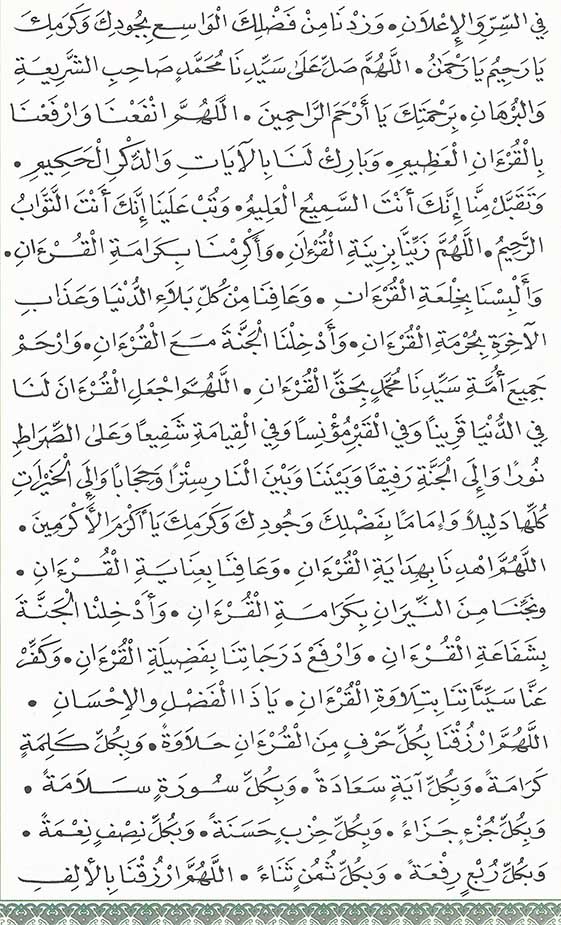 فِي السِّرِّ وَالْإِعْلَانِ • وَزِدْنَا مِنْ فَضْلِكَ الْوَاسِعِ بِجُودِكَ وَكَرَمِكَ
يَا رَحِيمُ يَا رَحْمَنُ • اللَّهُمَّ صَلِّ عَلَى سَيِّدِنَا مُحَمَّدٍ صَاحِبِ الشَّرِيعَةِ
وَالْبُرْهَانِ • بِرَحْمَتِكَ يَا أَرْحَمَ الرَّاحِمِينَ • اللَّهُمَّ انْفَعْنَا وَارْفَعْنَا
بِالْقُرْءَانِ الْعَظِيمِ • وَبَارِكْ لَنَا بِالْآيَاتِ وَالذِّكْرِ الْحَكِيمِ •
وَتَقَبَّلْ مِنَّا إِنَّكَ أَنْتَ السَّمِيعُ الْعَلِيمُ • وَتُبْ عَلَيْنَا إِنَّكَ أَنْتَ التَّوَّابُ
الرَّحِيمُ • اللَّهُمَّ زَيِّنَّا بِزِينَةِ الْقُرْءَانِ • وَأَكْرِمْنَا بِكَرَامَةِ الْقُرْءَانِ •
وَأَلْبِسْنَا بِخِلْعَةِ الْقُرْءَانِ • وَعَافِنَا مِنْ كُلِّ بَلَاءِ الدُّنْيَا وَعَذَابِ
الْآخِرَةِ بِحُرْمَةِ الْقُرْءَانِ • وَأَدْخِلْنَا الْجَنَّةَ مَعَ الْقُرْءَانِ • وَارْحَمْ
جَمِيعَ أُمَّةِ سَيِّدِنَا مُحَمَّدٍ بِحَقِّ الْقُرْءَانِ • اللَّهُمَّ اجْعَلِ الْقُرْءَانَ لَنَا
فِي الدُّنْيَا قَرِينًا وَفِي الْقَبْرِ مُؤْنِسًا وَفِي الْقِيَامَةِ شَفِيعًا وَعَلَى الصِّرَاطِ
نُورًا وَإِلَى الْجَنَّةِ رَفِيقًا وَبَيْنَنَا وَبَيْنَ النَّارِ سِتْرًا وَحِجَابًا وَإِلَى الْخَيْرَاتِ
كُلِّهَا دَلِيلًا وَإِمَامًا بِفَضْلِكَ وَجُودِكَ وَكَرَمِكَ يَا أَكْرَمَ الْأَكْرَمِينَ •
اللَّهُمَّ اهْدِنَا بِهِدَايَةِ الْقُرْءَانِ • وَعَافِنَا بِعِنَايَةِ الْقُرْءَانِ •
وَنَجِّنَا مِنَ النِّيرَانِ بِكَرَامَةِ الْقُرْءَانِ • وَأَدْخِلْنَا الْجَنَّةَ
بِشَفَاعَةِ الْقُرْءَانِ • وَارْفَعْ دَرَجَاتِنَا بِفَضِيلَةِ الْقُرْءَانِ • وَكَفِّرْ
عَنَّا سَيِّئَاتِنَا بِتِلَاوَةِ الْقُرْءَانِ • يَا ذَا الْفَضْلِ وَالْإِحْسَانِ •
اللَّهُمَّ ارْزُقْنَا بِكُلِّ حَرْفٍ مِنَ الْقُرْءَانِ حَلَاوَةً • وَبِكُلِّ كَلِمَةٍ
كَرَامَةً • وَبِكُلِّ آيَةٍ سَعَادَةً • وَبِكُلِّ سُورَةٍ سَلَامَةً •
وَبِكُلِّ جُزْءٍ جَزَاءً • وَبِكُلِّ حِزْبٍ حَسَنَةً • وَبِكُلِّ نِصْفٍ نِعْمَةً •
وَبِكُلِّ رُبْعٍ رِفْعَةً • وَبِكُلِّ ثُمُنٍ ثَنَاءً • اللَّهُمَّ ارْزُقْنَا بِالْأَلِفِ